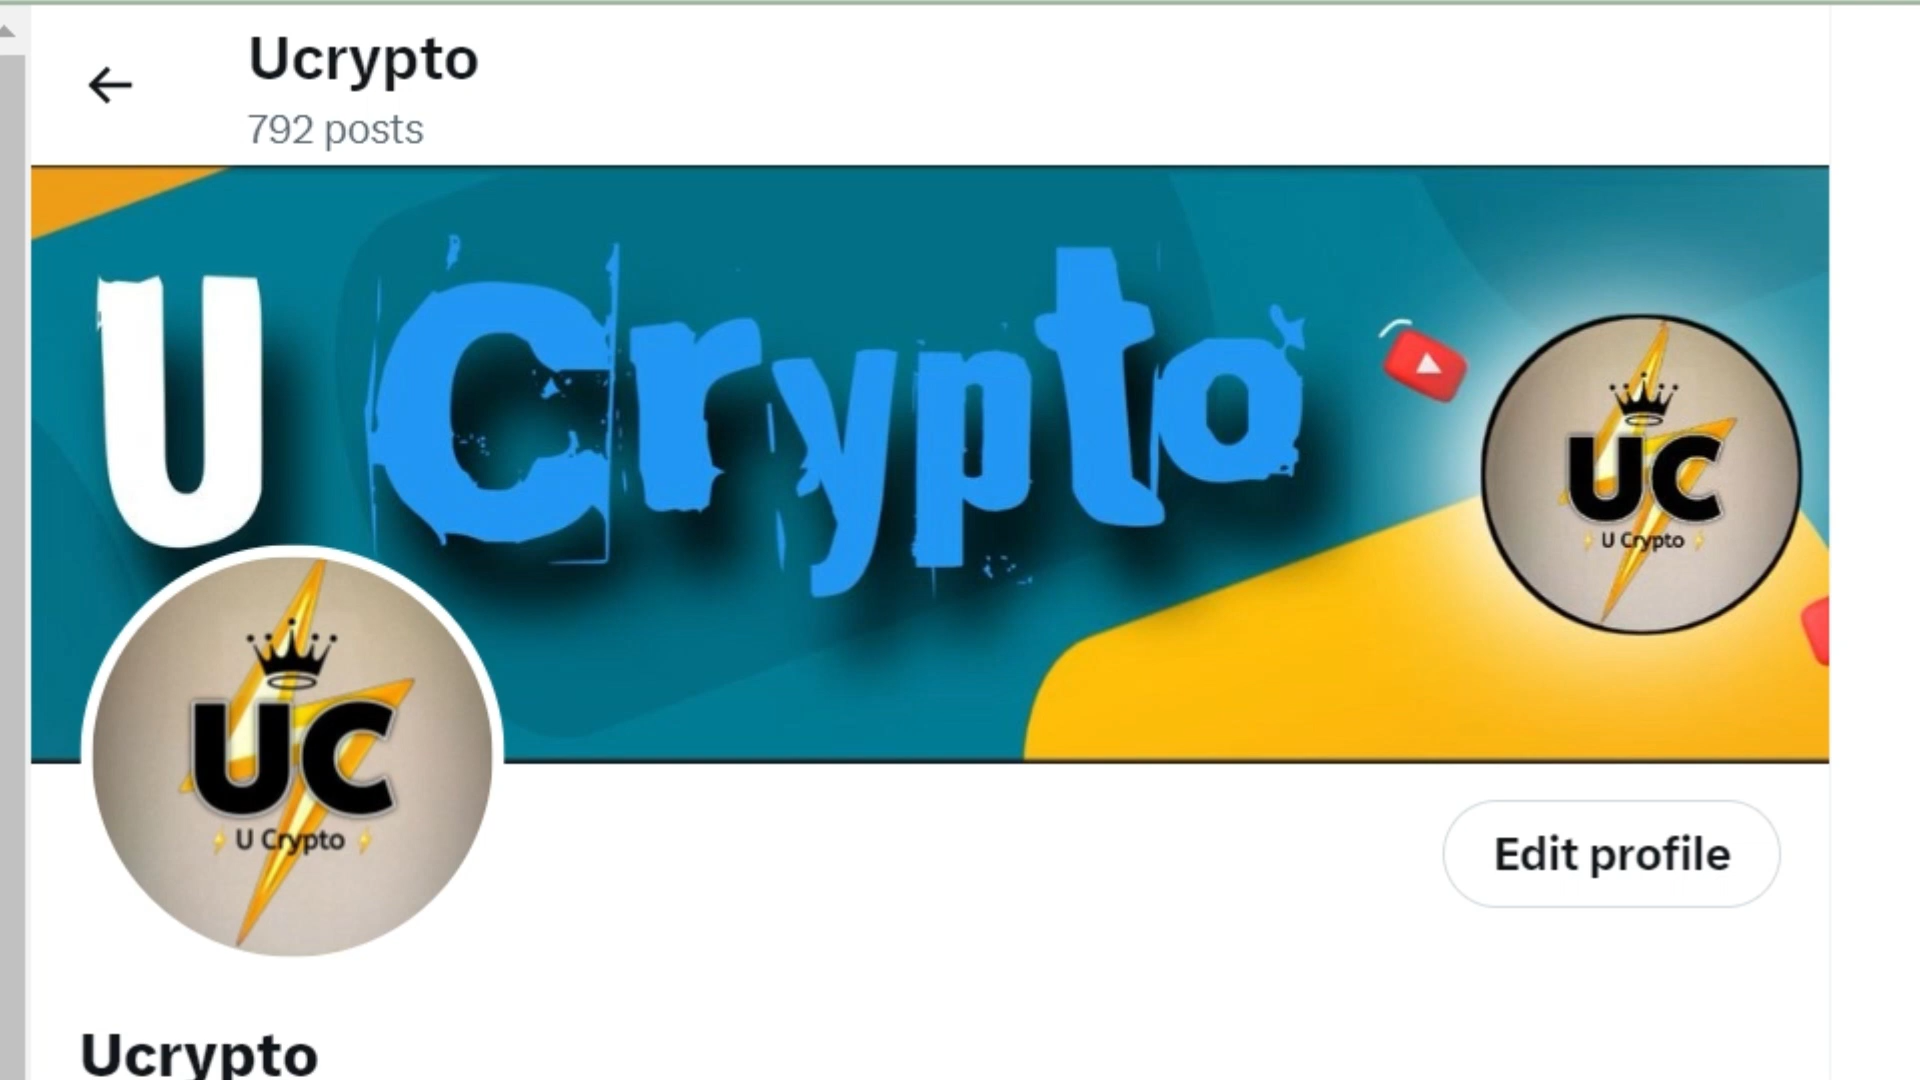 Ucrypto
792 posts
U Crypto
UC
U Crypto
UC
U Crypto
Edit profile
Ucrypto